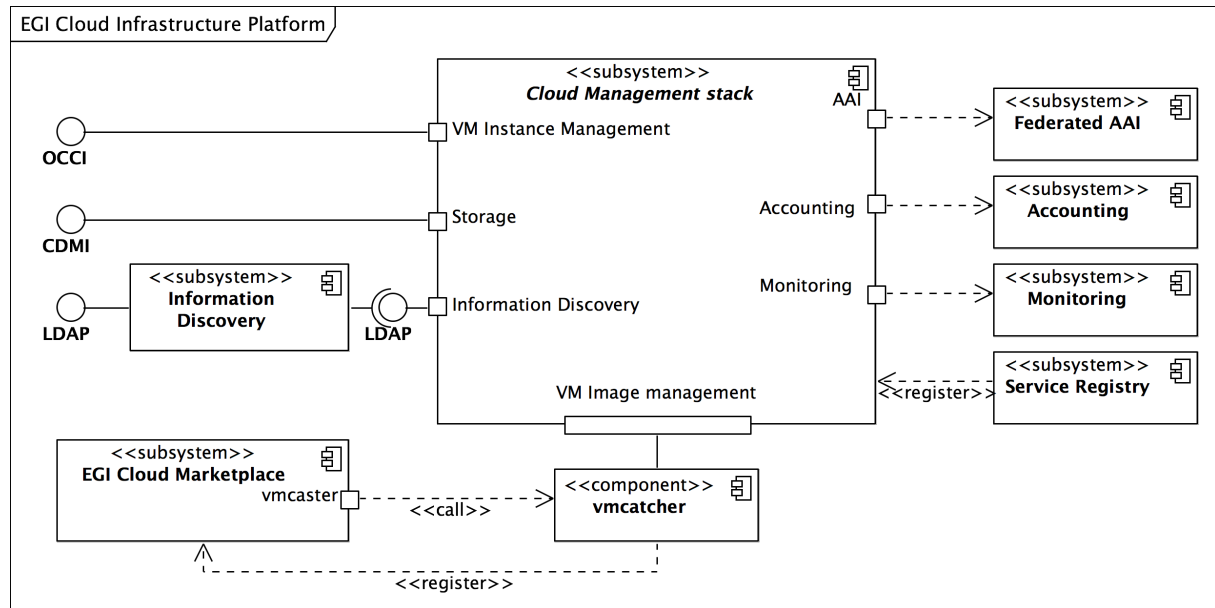 EGI Cloud Infrastructure Platform
<<subsystem>>
Cloud Management stack
AAI
VM Instance Management
Storage
Information Discovery
Accounting
Monitoring
VM Image management
OCCI
CDMI
LDAP
<<subsystem>>
Information
Discovery
LDAP
<<subsystem>>
Federated AAI
<<subsystem>>
Accounting
<<subsystem>>
Monitoring
<<subsystem>>
Service Registry
<<register>>
<<subsystem>>
EGI Cloud Marketplace
vmcaster
<<call>>
<<component>>
vmcatcher
<<register>>